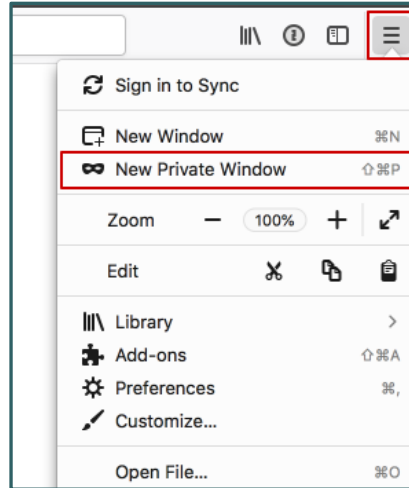 Sign in to Sync
New Window ⌘N
New Private Window ⇧⌘P
Zoom − 100% +
Edit
Library >
Add-ons ⇧⌘A
Preferences ⌘,
Customize...
Open File... ⌘O